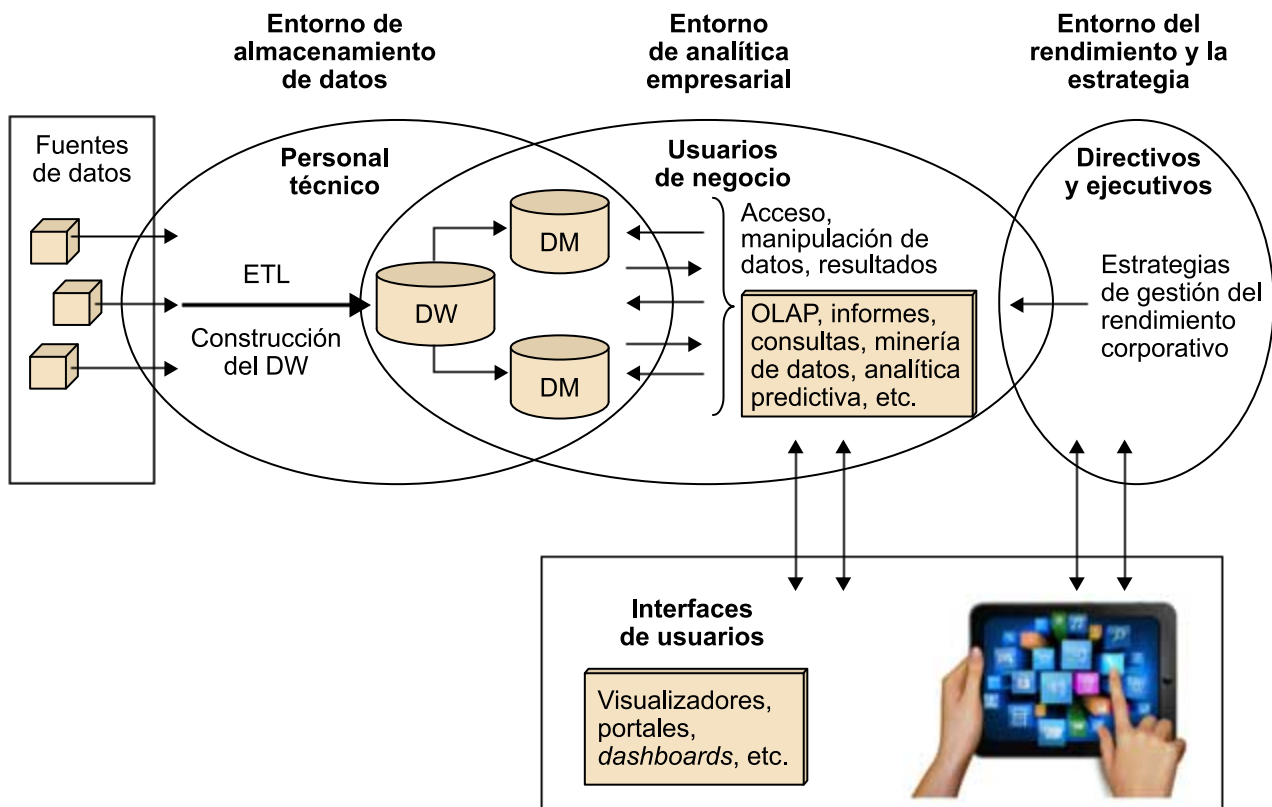 Entorno de
almacenamiento
de datos
Entorno
de analítica
empresarial
Entorno del
rendimiento y la
estrategia
Fuentes
de datos
Personal
técnico
ETL
Construcción
del DW
DW
DM
DM
Usuarios
de negocio
Acceso,
manipulación de
datos, resultados
OLAP, informes,
consultas, minería
de datos, analítica
predictiva, etc.
Directivos
y ejecutivos
Estrategias
de gestión del
rendimiento
corporativo
Interfaces
de usuarios
Visualizadores,
portales,
dashboards, etc.